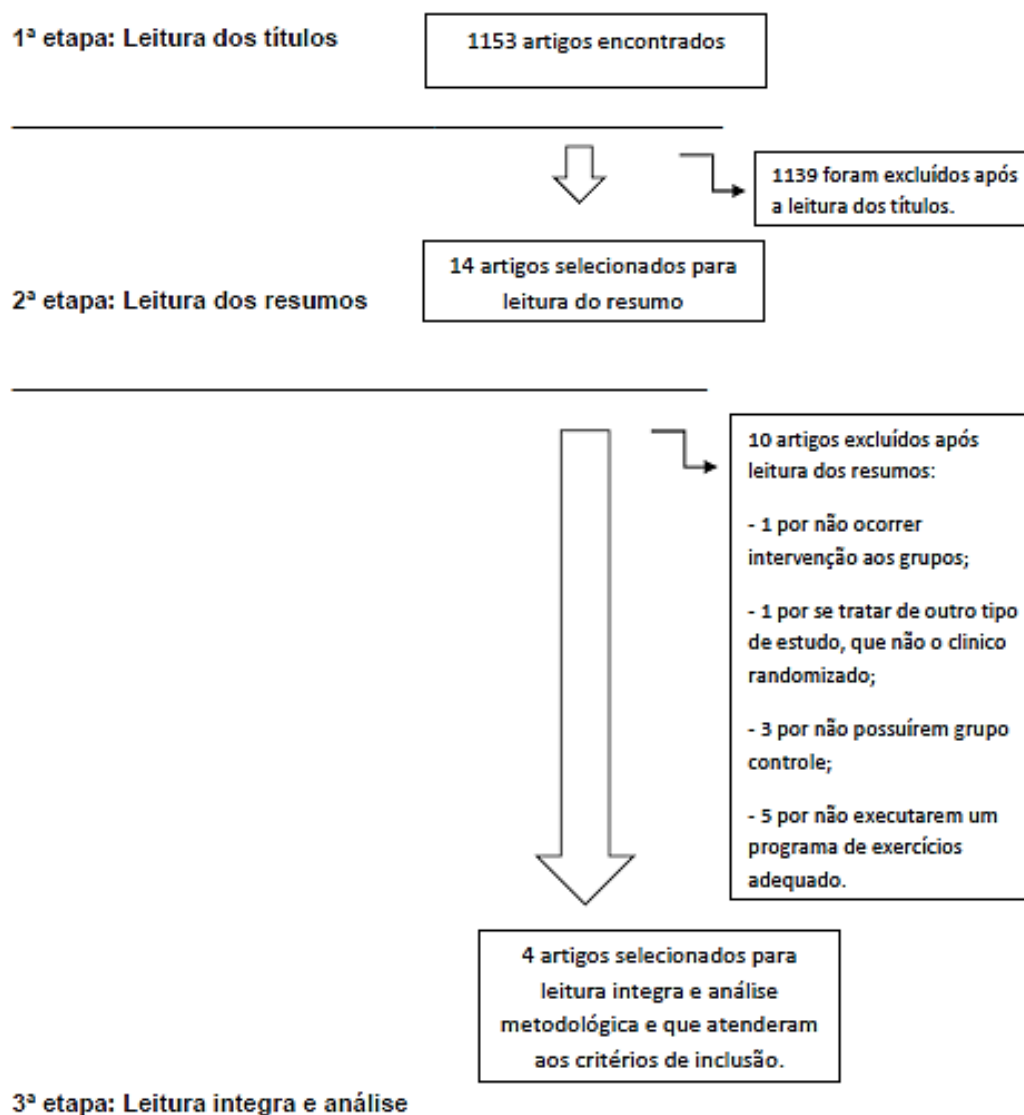 1ª etapa: Leitura dos títulos
1153 artigos encontrados
1139 foram excluídos após
a leitura dos títulos.
14 artigos selecionados para
leitura do resumo
2ª etapa: Leitura dos resumos
10 artigos excluídos após
leitura dos resumos:
- 1 por não ocorrer
intervenção aos grupos;
- 1 por se tratar de outro tipo
de estudo, que não o clinico
randomizado;
- 3 por não possuírem grupo
controle;
- 5 por não executarem um
programa de exercícios
adequado.
4 artigos selecionados para
leitura integra e análise
metodológica e que atenderam
aos critérios de inclusão.
3ª etapa: Leitura integra e análise